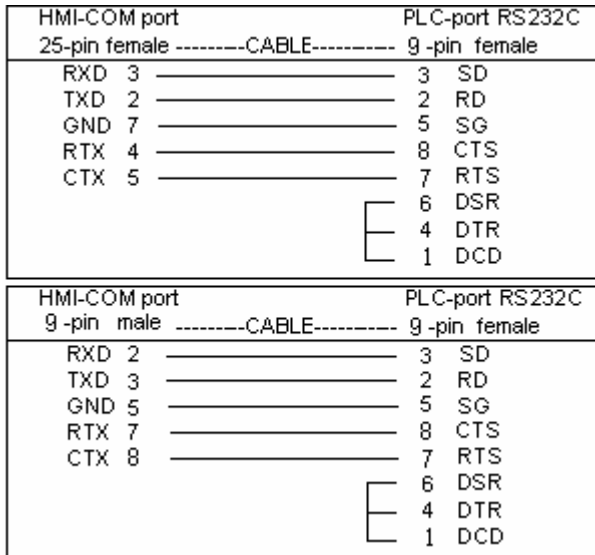 HMI-COM port PLC-port RS232C
25-pin female ---------CABLE----------- 9 -pin female
RXD 3 3 SD
TXD 2 2 RD
GND 7 5 SG
RTX 4 8 CTS
CTX 5 7 RTS
6 DSR
4 DTR
1 DCD
HMI-COM port PLC-port RS232C
9 -pin male ---------CABLE----------- 9 -pin female
RXD 2 3 SD
TXD 3 2 RD
GND 5 5 SG
RTX 7 8 CTS
CTX 8 7 RTS
6 DSR
4 DTR
1 DCD